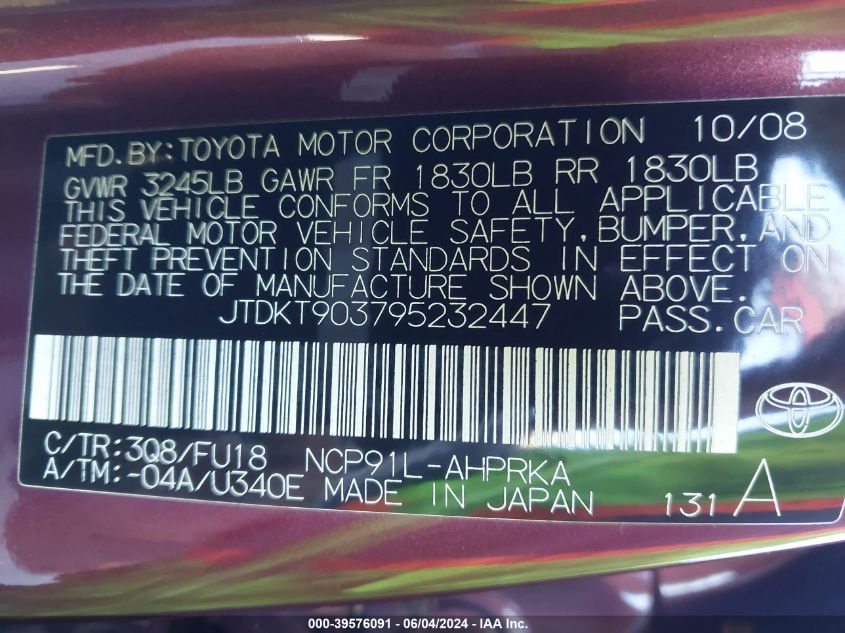 MFD.BY:TOYOTA MOTOR CORPORATION 10/08
GVWR 3245LB GAWR FR 1830LB RR 1830LB
THIS VEHICLE CONFORMS TO ALL APPLICABLE
FEDERAL MOTOR VEHICLE SAFETY,BUMPER,AND
THEFT PREVENTION STANDARDS IN EFFECT ON
THE DATE OF MANUFACTURE SHOWN ABOVE.
JTDKT903795232447 PASS.CAR
C/TR:3Q8/FU18 NCP91L-AHPRKA
A/TM:-04A/U340E MADE IN JAPAN 131 A
000-39576091 - 06/04/2024 - IAA Inc.